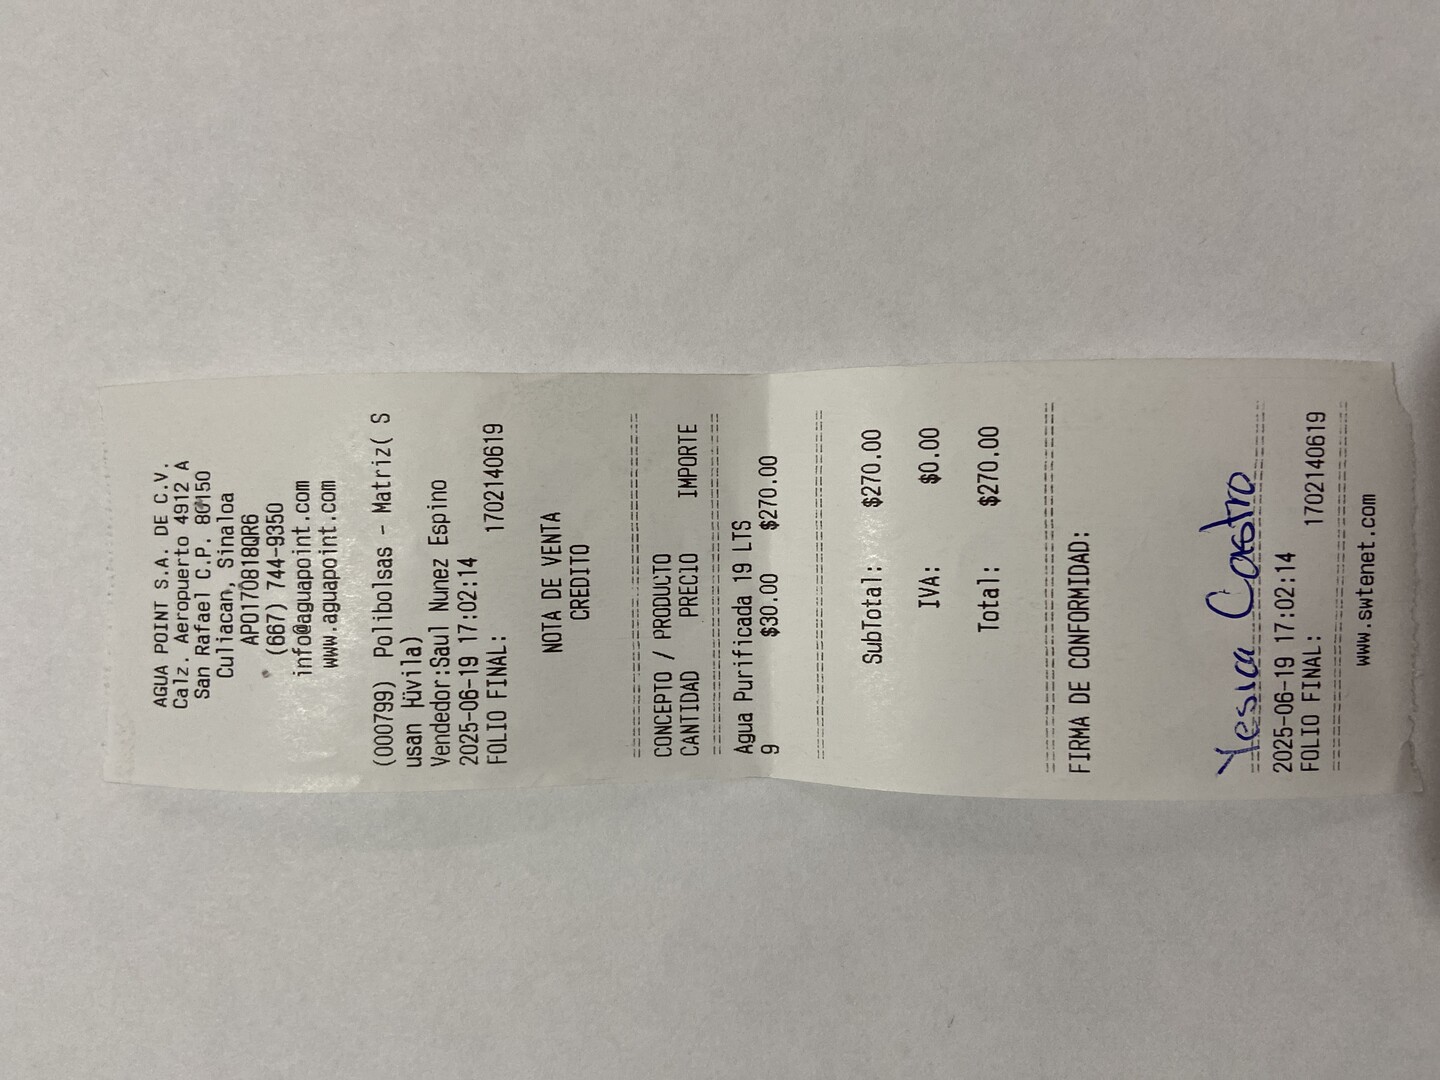 AGUA POINT S.A. DE C.V.
Calz. Aeropuerto 4912 A
San Rafael C.P. 80150
Culiacan, Sinaloa
APO170818QR6
(667) 744-9350
info@aguapoint.com
www.aguapoint.com
(000799) Polibolsas - Matriz( S
usan Hüvila)
Vendedor:Saul Nunez Espino
2025-06-19 17:02:14
FOLIO FINAL: 1702140619
NOTA DE VENTA
CREDITO
CONCEPTO / PRODUCTO
CANTIDAD PRECIO IMPORTE
Agua Purificada 19 LTS
9 $30.00 $270.00
SubTotal: $270.00
IVA: $0.00
Total: $270.00
FIRMA DE CONFORMIDAD:
Yesica Castro
2025-06-19 17:02:14
FOLIO FINAL: 1702140619
www.swtenet.com